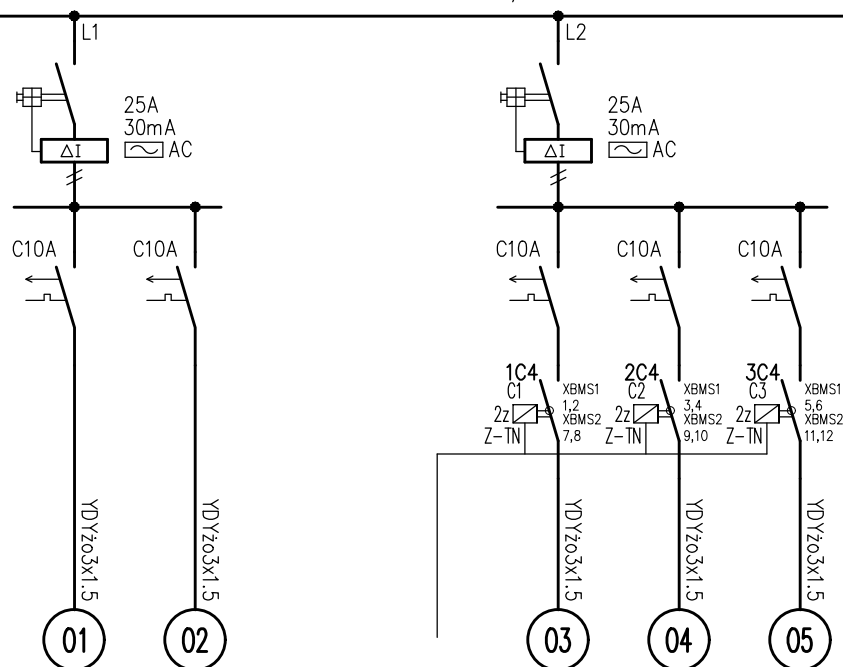 L1
L2
25A
30mA
AC
ΔI
25A
30mA
AC
ΔI
C10A
C10A
C10A
C10A
C10A
1C4
C1
2z
Z-TN
XBMS1
1,2
XBMS2
7,8
2C4
C2
2z
Z-TN
XBMS1
3,4
XBMS2
9,10
3C4
C3
2z
Z-TN
XBMS1
5,6
XBMS2
11,12
YDYżo3x1.5
YDYżo3x1.5
YDYżo3x1.5
YDYżo3x1.5
YDYżo3x1.5
01
02
03
04
05